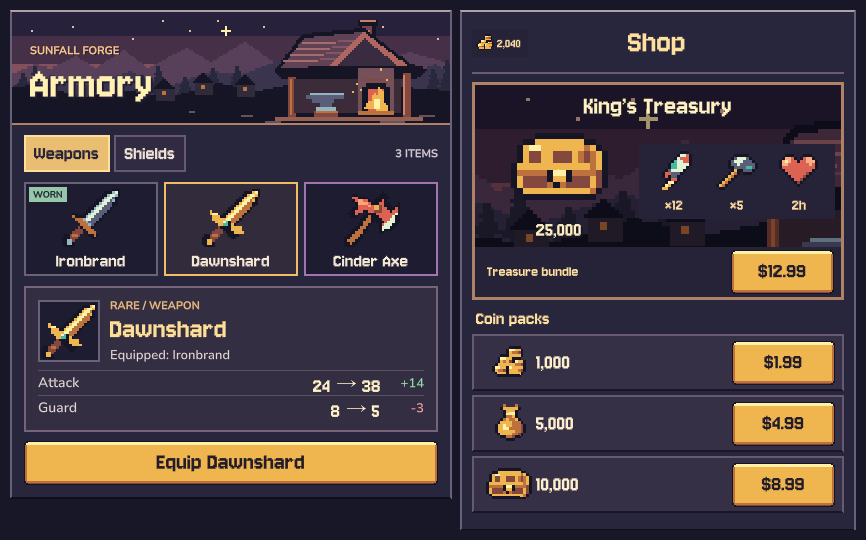 SUNFALL FORGE
Armory
Weapons
Shields
3 ITEMS
WORN
Ironbrand
Dawnshard
Cinder Axe
RARE / WEAPON
Dawnshard
Equipped: Ironbrand
Attack 24 → 38 +14
Guard 8 → 5 -3
Equip Dawnshard
2,040
Shop
King's Treasury
×12
×5
2h
25,000
Treasure bundle
$12.99
Coin packs
1,000
$1.99
5,000
$4.99
10,000
$8.99